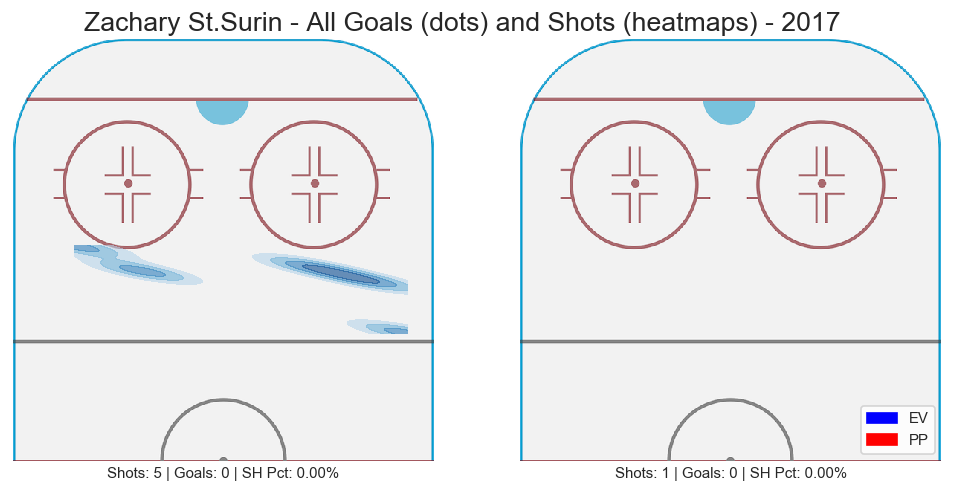 Zachary St.Surin - All Goals (dots) and Shots (heatmaps) - 2017
EV
PP
Shots: 5 | Goals: 0 | SH Pct: 0.00%
Shots: 1 | Goals: 0 | SH Pct: 0.00%